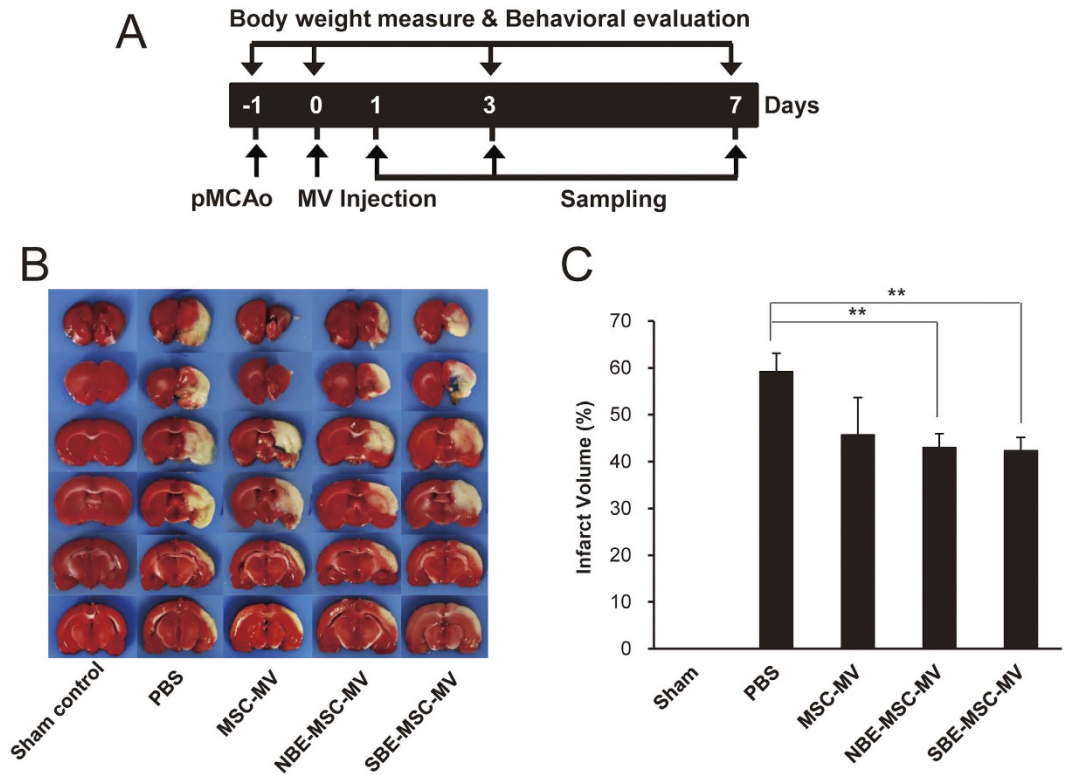 A
Body weight measure & Behavioral evaluation
-1 0 1 3 7 Days
pMCAo MV Injection Sampling
B
Sham control
PBS
MSC-MV
NBE-MSC-MV
SBE-MSC-MV
C
**
**
Infarct Volume (%)
70
60
50
40
30
20
10
0
Sham
PBS
MSC-MV
NBE-MSC-MV
SBE-MSC-MV